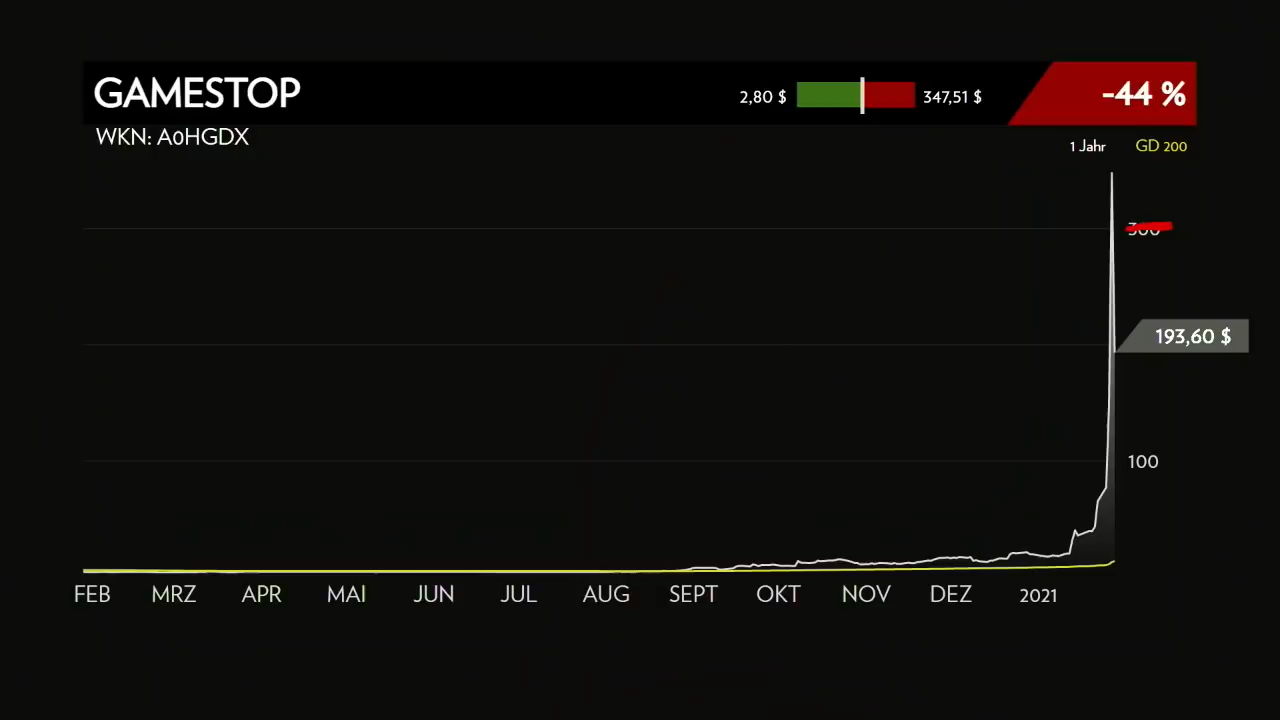 GAMESTOP
2,80 $ 347,51 $
-44 %
WKN: A0HGDX
1 Jahr GD 200
300
193,60 $
100
FEB MRZ APR MAI JUN JUL AUG SEPT OKT NOV DEZ 2021